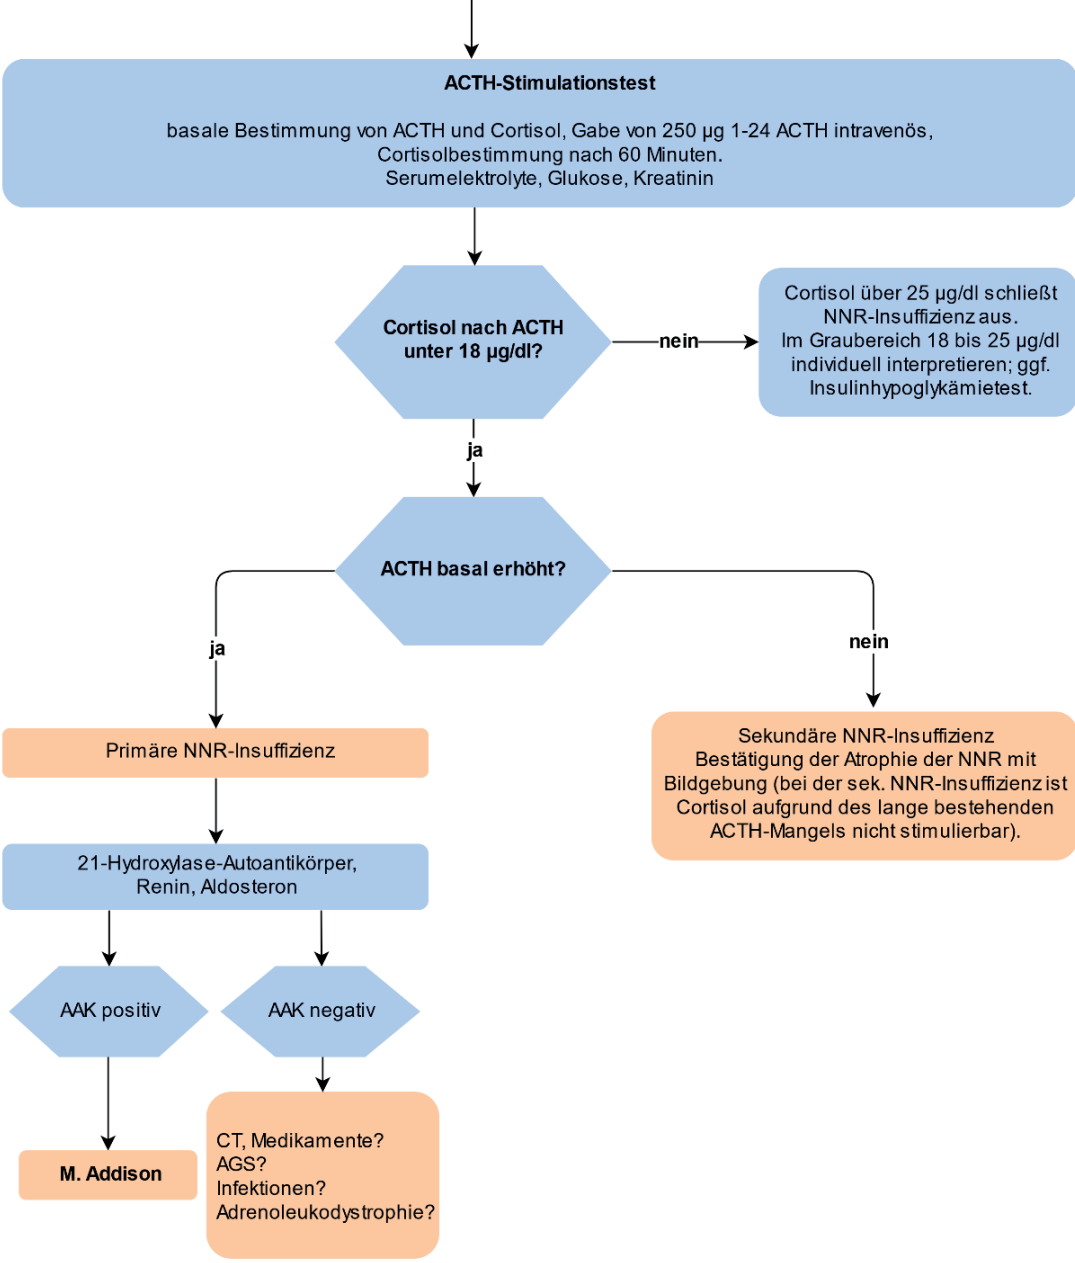 ACTH-Stimulationstest
basale Bestimmung von ACTH und Cortisol, Gabe von 250 µg 1-24 ACTH intravenös,
Cortisolbestimmung nach 60 Minuten.
Serumelektrolyte, Glukose, Kreatinin
Cortisol nach ACTH
unter 18 µg/dl?
nein
Cortisol über 25 µg/dl schließt
NNR-Insuffizienz aus.
Im Graubereich 18 bis 25 µg/dl
individuell interpretieren; ggf.
Insulinhypoglykämietest.
ja
ACTH basal erhöht?
ja
nein
Primäre NNR-Insuffizienz
Sekundäre NNR-Insuffizienz
Bestätigung der Atrophie der NNR mit
Bildgebung (bei der sek. NNR-Insuffizienz ist
Cortisol aufgrund des lange bestehenden
ACTH-Mangels nicht stimulierbar).
21-Hydroxylase-Autoantikörper,
Renin, Aldosteron
AAK positiv
AAK negativ
M. Addison
CT, Medikamente?
AGS?
Infektionen?
Adrenoleukodystrophie?